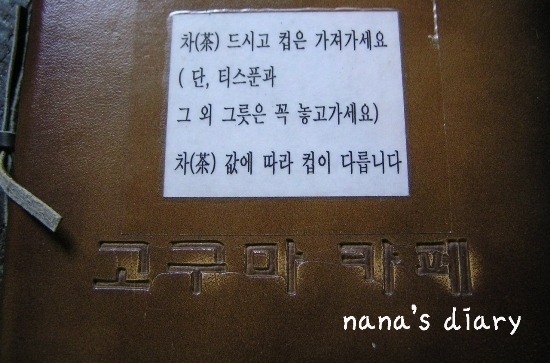 차(茶) 드시고 컵은 가져가세요
( 단, 티스푼과
그 외 그릇은 꼭 놓고가세요)
차(茶) 값에 따라 컵이 다릅니다
고구마 카페
nana's diary